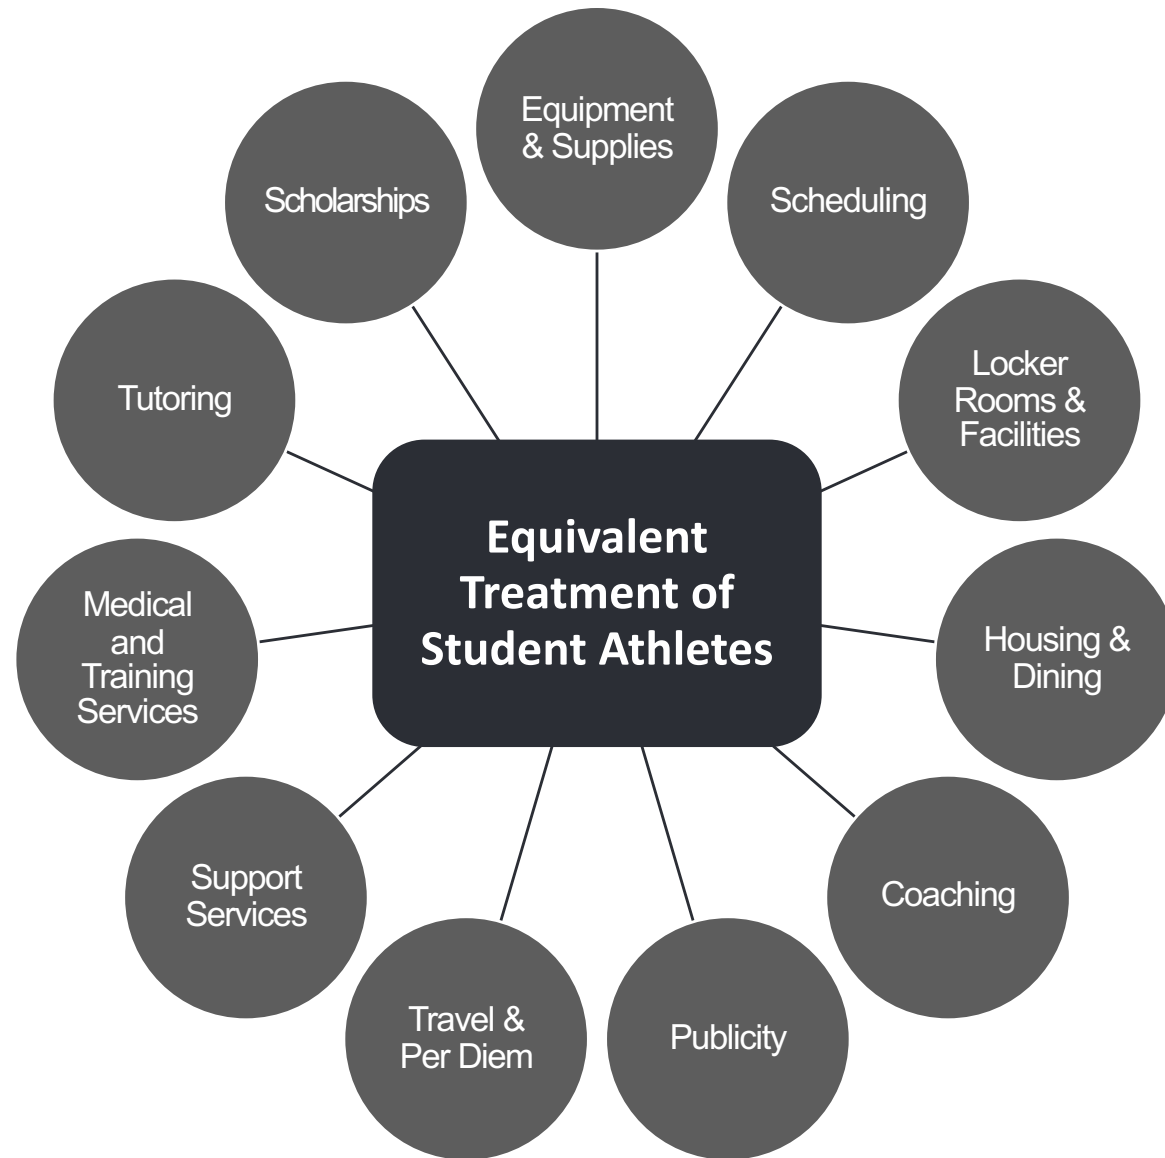 Equipment
& Supplies
Scheduling
Locker
Rooms &
Facilities
Housing &
Dining
Coaching
Publicity
Travel &
Per Diem
Support
Services
Medical
and
Training
Services
Tutoring
Scholarships
Equivalent
Treatment of
Student Athletes